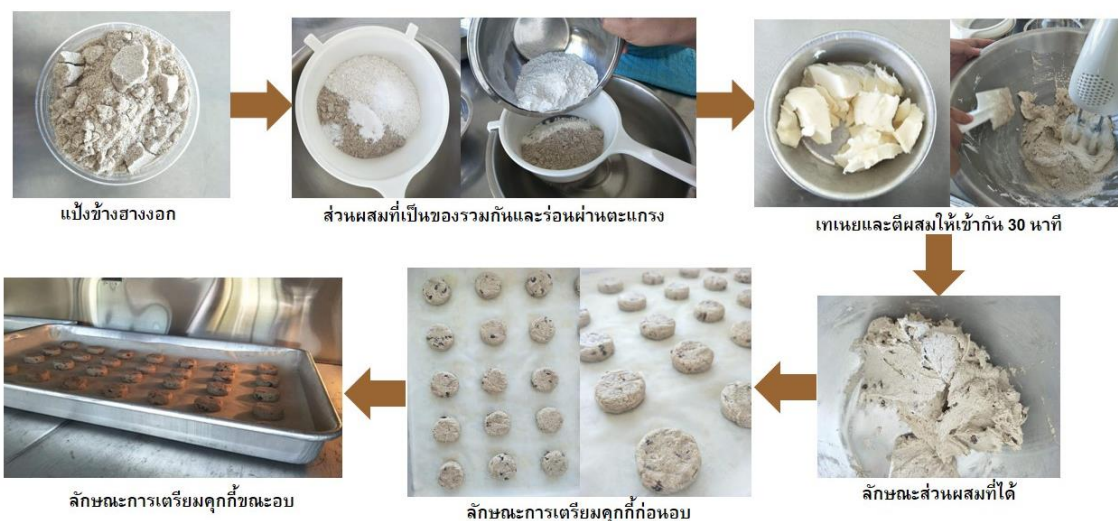 แป้งข้างฮางงอก
ส่วนผสมที่เป็นของรวมกันและร่อนผ่านตะแกรง
เทเนยและตีผสมให้เข้ากัน 30 นาที
ลักษณะส่วนผสมที่ได้
ลักษณะการเตรียมคุกกี้ก่อนอบ
ลักษณะการเตรียมคุกกี้ขณะอบ